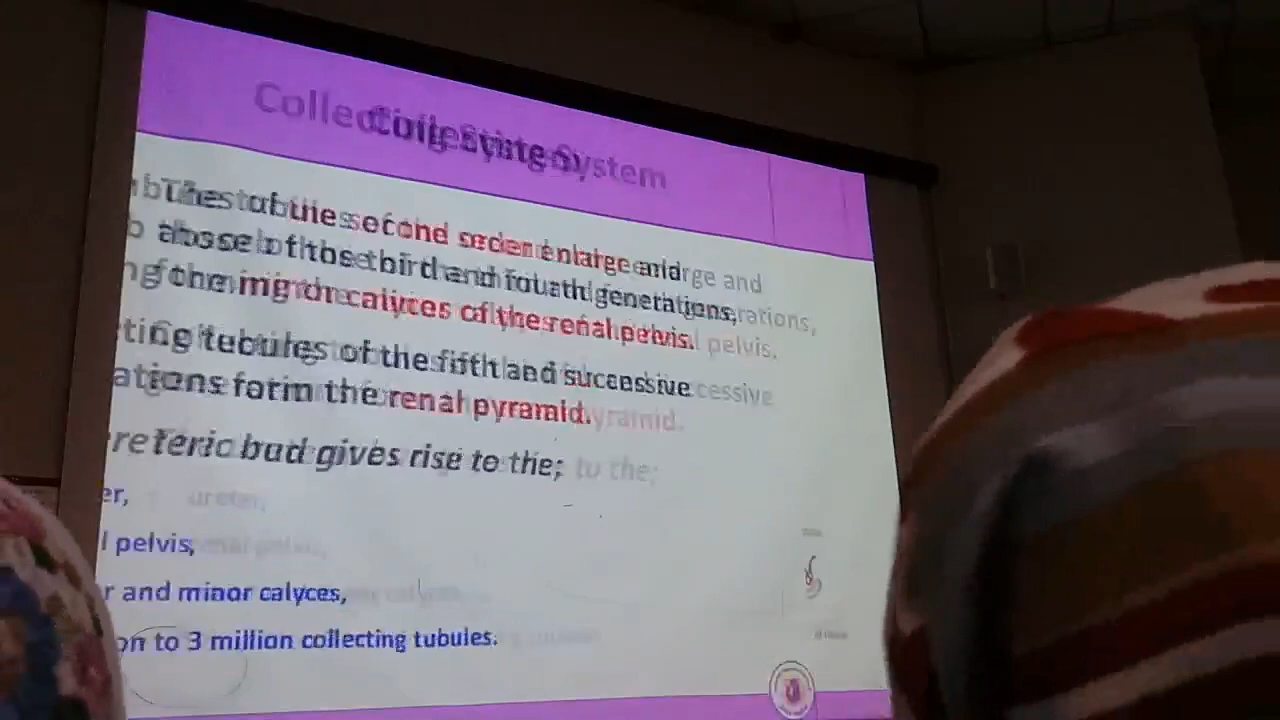 Collecting System
The tubules of the second order enlarge and
absorb those of the third and fourth generations,
forming the minor calyces of the renal pelvis.
ting tubules of the fifth and successive
ations form the renal pyramid.
reteric bud gives rise to the;
er,
l pelvis,
r and minor calyces,
on to 3 million collecting tubules.